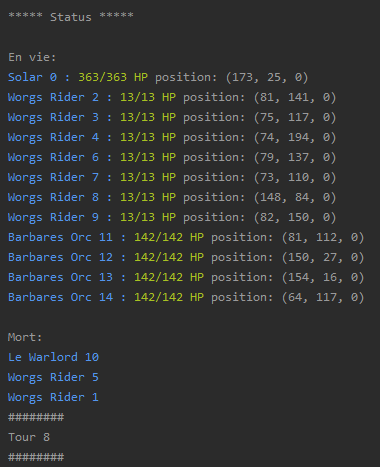 ***** Status *****
En vie:
Solar 0 : 363/363 HP position: (173, 25, 0)
Worgs Rider 2 : 13/13 HP position: (81, 141, 0)
Worgs Rider 3 : 13/13 HP position: (75, 117, 0)
Worgs Rider 4 : 13/13 HP position: (74, 194, 0)
Worgs Rider 6 : 13/13 HP position: (79, 137, 0)
Worgs Rider 7 : 13/13 HP position: (73, 110, 0)
Worgs Rider 8 : 13/13 HP position: (148, 84, 0)
Worgs Rider 9 : 13/13 HP position: (82, 150, 0)
Barbares Orc 11 : 142/142 HP position: (81, 112, 0)
Barbares Orc 12 : 142/142 HP position: (150, 27, 0)
Barbares Orc 13 : 142/142 HP position: (154, 16, 0)
Barbares Orc 14 : 142/142 HP position: (64, 117, 0)
Mort:
Le Warlord 10
Worgs Rider 5
Worgs Rider 1
########
Tour 8
########